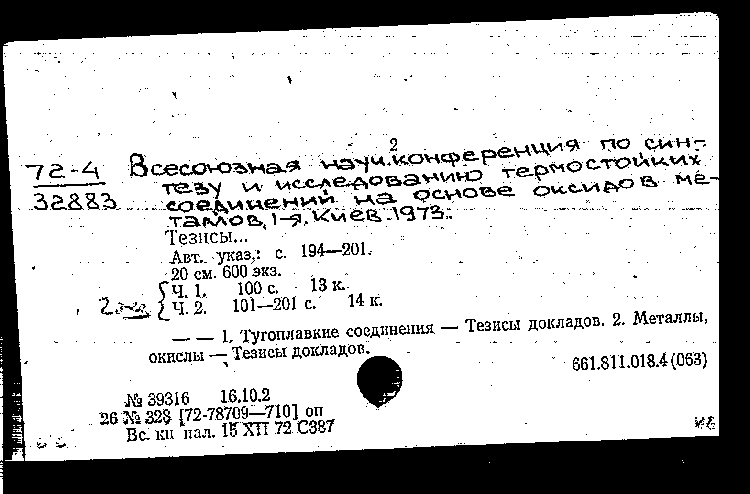 2
72-4
32883
Всесоюзная науч. конференция по син-
тезу и исследованию термостойких
соединений на основе оксидов ме-
таллов, 1-я. Киев. 1973.
Тезисы...
Авт. указ.: с. 194—201.
20 см. 600 экз.
Ч. 1. 100 с. 13 к.
Ч. 2. 101—201 с. 14 к.
— — 1. Тугоплавкие соединения — Тезисы докладов. 2. Металлы,
окислы — Тезисы докладов.
661.811.018.4(063)
№ 39316 16.10.2
26 № 328 [72-78709—710] оп
Вс. кн пал. 15 XII 72 С387